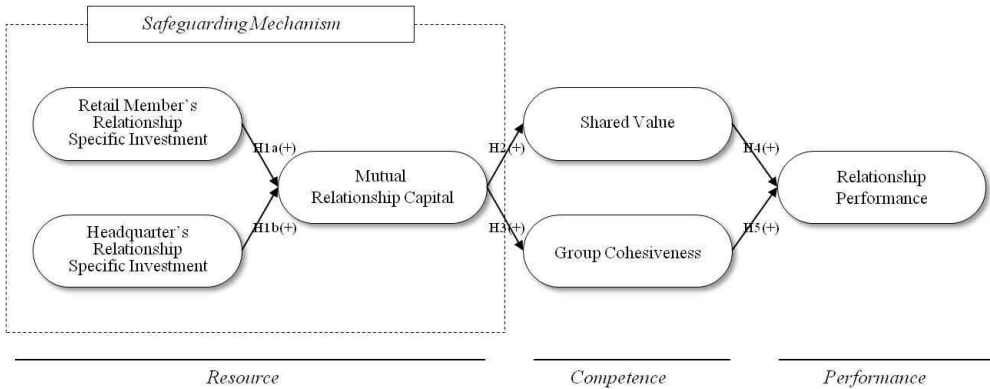 Safeguarding Mechanism
Retail Member`s
Relationship
Specific Investment
H1a(+)
Headquarter`s
Relationship
Specific Investment
H1b(+)
Mutual
Relationship Capital
H2(+)
H3(+)
Shared Value
Group Cohesiveness
H4(+)
H5(+)
Relationship
Performance
Resource
Competence
Performance